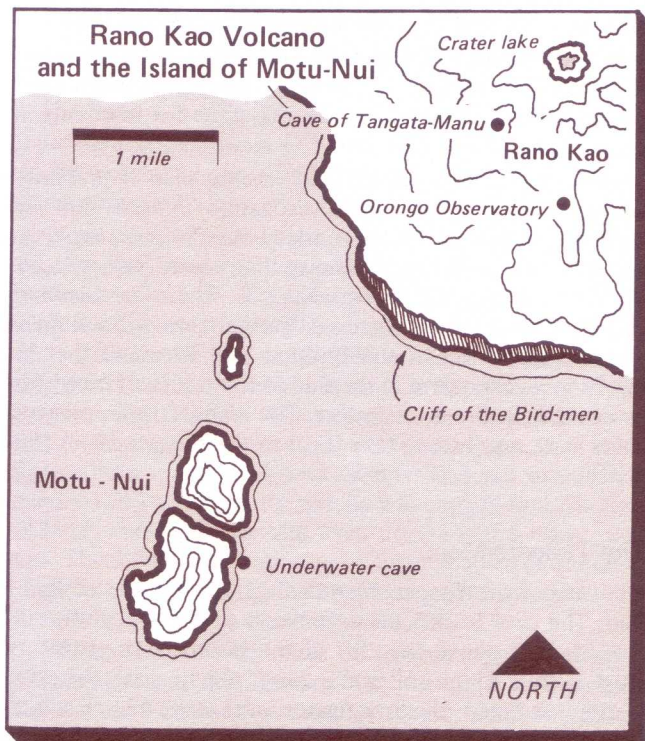 Rano Kao Volcano
and the Island of Motu-Nui
1 mile
Crater lake
Cave of Tangata-Manu
Rano Kao
Orongo Observatory
Cliff of the Bird-men
Motu - Nui
Underwater cave
NORTH